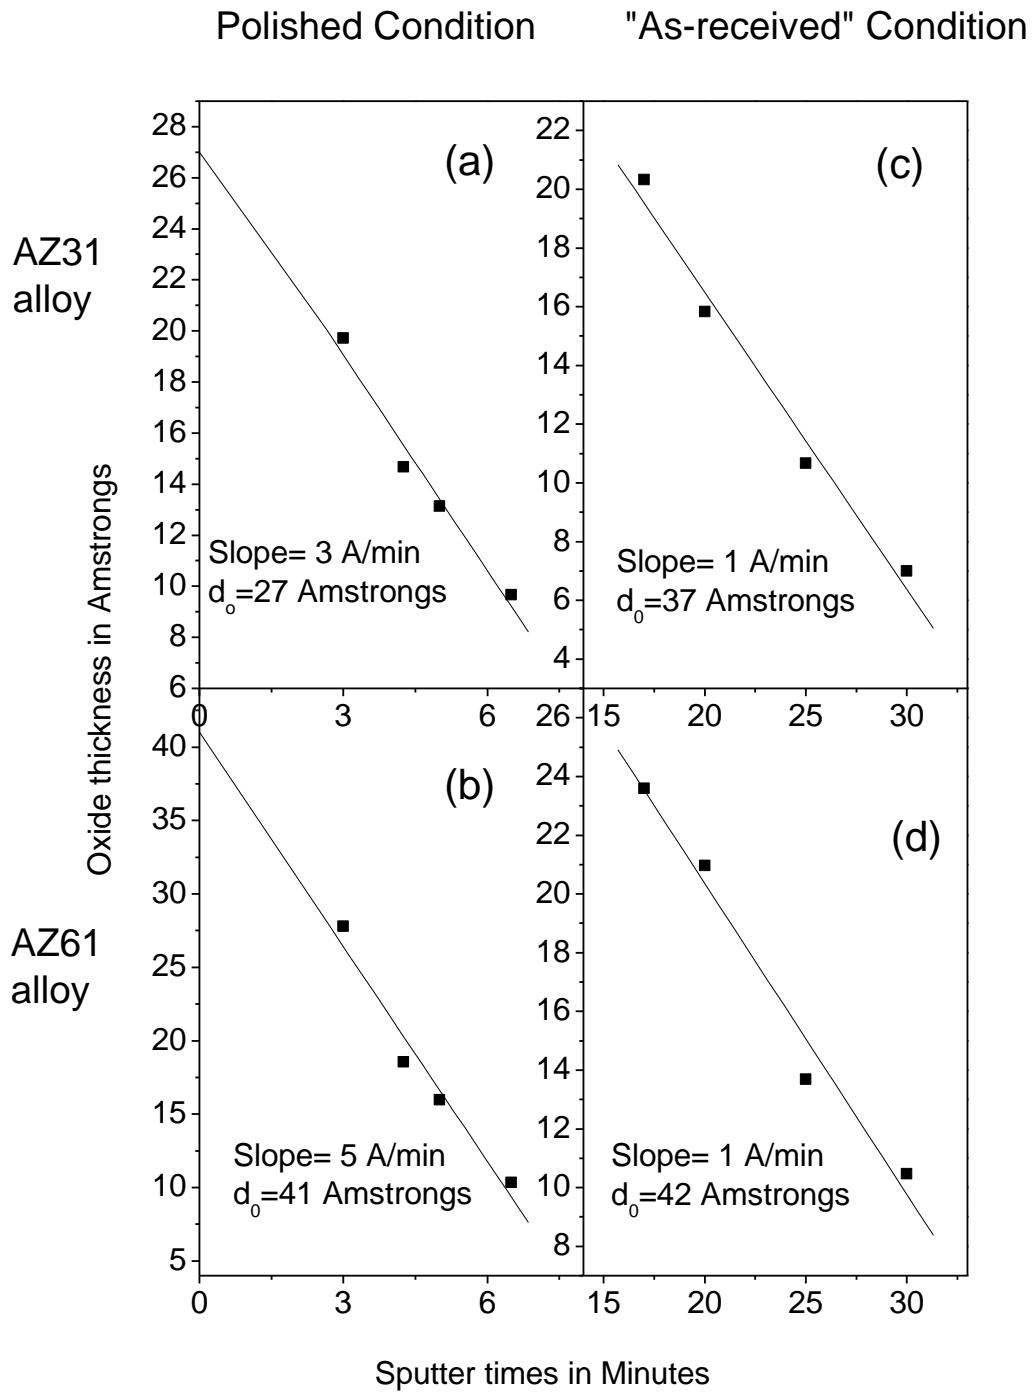 Polished Condition
"As-received" Condition
AZ31
alloy
AZ61
alloy
Oxide thickness in Amstrongs
28
26
24
22
20
18
16
14
12
10
8
6
(a)
Slope= 3 A/min
do=27 Amstrongs
0
3
6
22
20
18
16
14
12
10
8
6
4
(c)
Slope= 1 A/min
d0=37 Amstrongs
15
20
25
30
40
35
30
25
20
15
10
5
(b)
Slope= 5 A/min
d0=41 Amstrongs
0
3
6
26
24
22
20
18
16
14
12
10
8
(d)
Slope= 1 A/min
d0=42 Amstrongs
15
20
25
30
Sputter times in Minutes